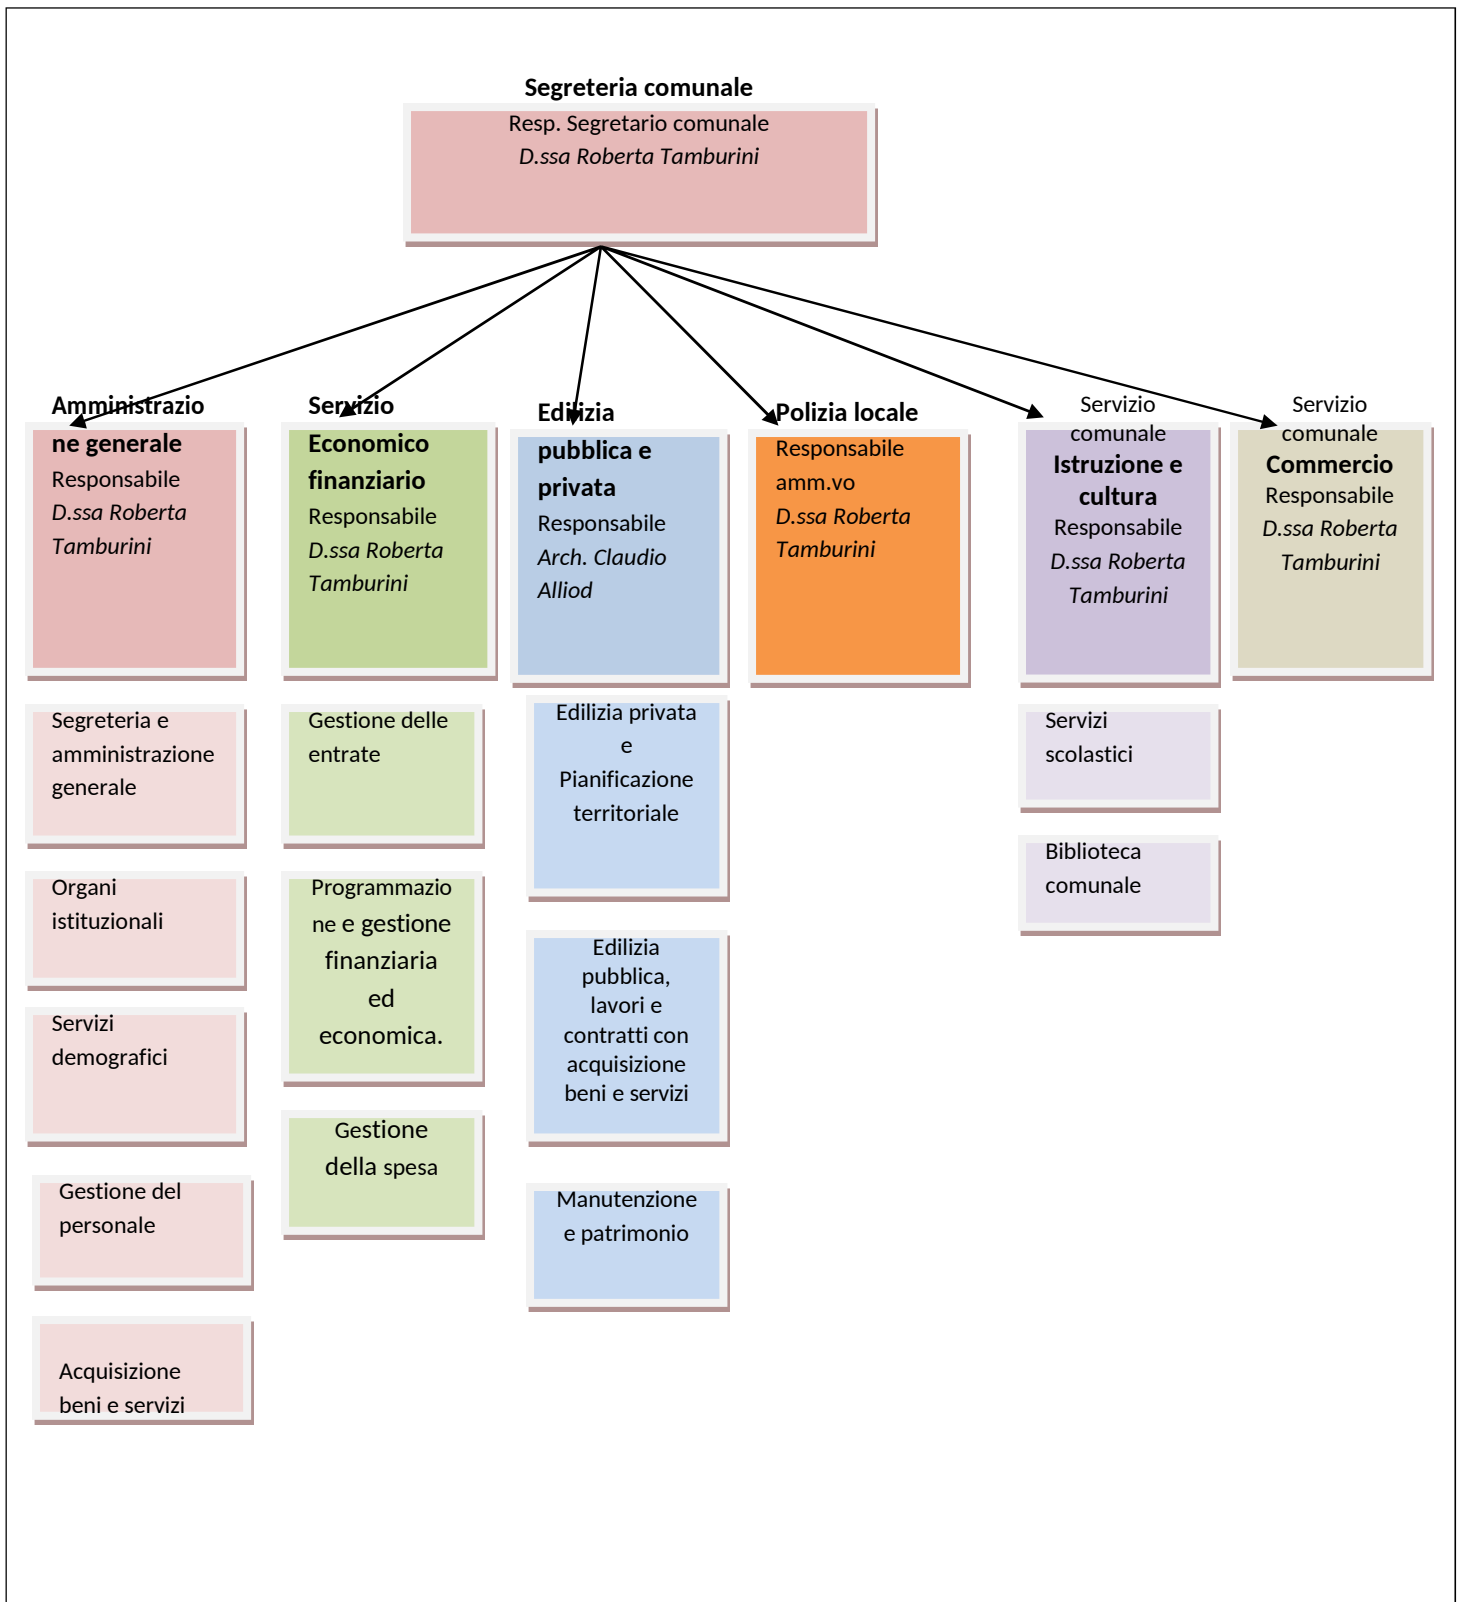 Segreteria comunale
Resp. Segretario comunale
D.ssa Roberta Tamburini
Amministrazio
ne generale
Responsabile
D.ssa Roberta
Tamburini
Servizio
Economico
finanziario
Responsabile
D.ssa Roberta
Tamburini
Edilizia
pubblica e
privata
Responsabile
Arch. Claudio
Alliod
Polizia locale
Responsabile
amm.vo
D.ssa Roberta
Tamburini
Servizio
comunale
Istruzione e
cultura
Responsabile
D.ssa Roberta
Tamburini
Servizio
comunale
Commercio
Responsabile
D.ssa Roberta
Tamburini
Segreteria e
amministrazione
generale
Organi
istituzionali
Servizi
demografici
Gestione del
personale
Acquisizione
beni e servizi
Gestione delle
entrate
Programmazio
ne e gestione
finanziaria
ed
economica.
Gestione
della spesa
Edilizia privata
e
Pianificazione
territoriale
Edilizia
pubblica,
lavori e
contratti con
acquisizione
beni e servizi
Manutenzione
e patrimonio
Servizi
scolastici
Biblioteca
comunale